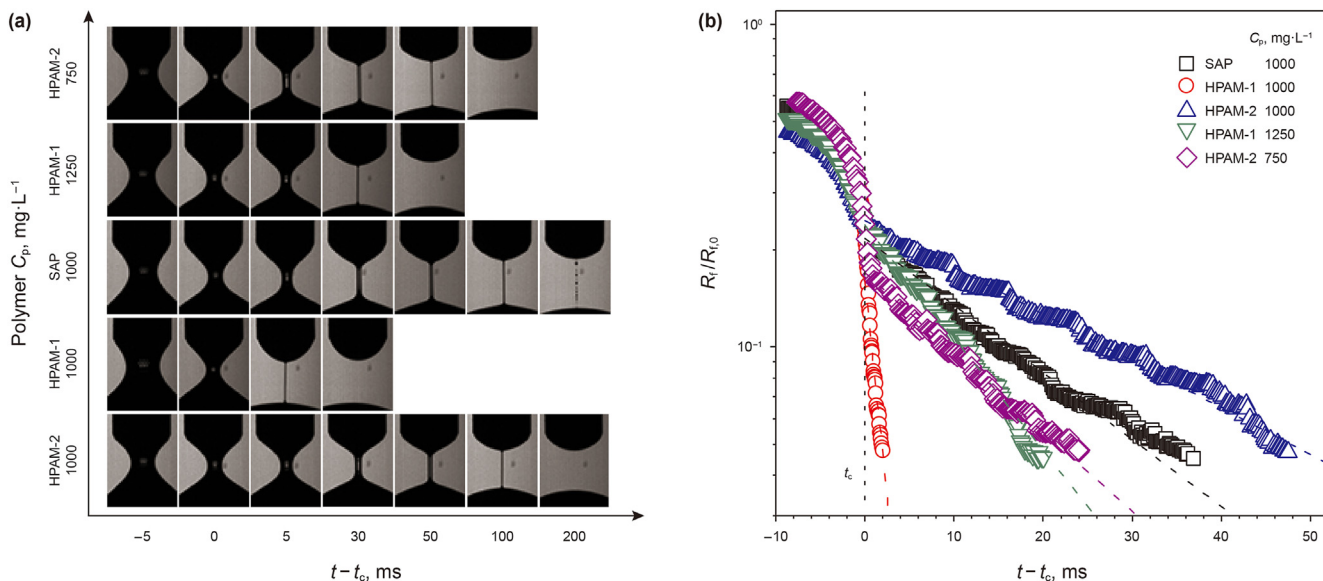 (a)
Polymer Cₚ, mg·L⁻¹
HPAM-2
750
HPAM-1
1250
SAP
1000
HPAM-1
1000
HPAM-2
1000
−5 0 5 30 50 100 200
t − t꜀, ms
(b)
R_f/R_f,0
10⁰
10⁻¹
Cₚ, mg·L⁻¹
SAP 1000
HPAM-1 1000
HPAM-2 1000
HPAM-1 1250
HPAM-2 750
t_c
−10 0 10 20 30 40 50
t − t_c, ms